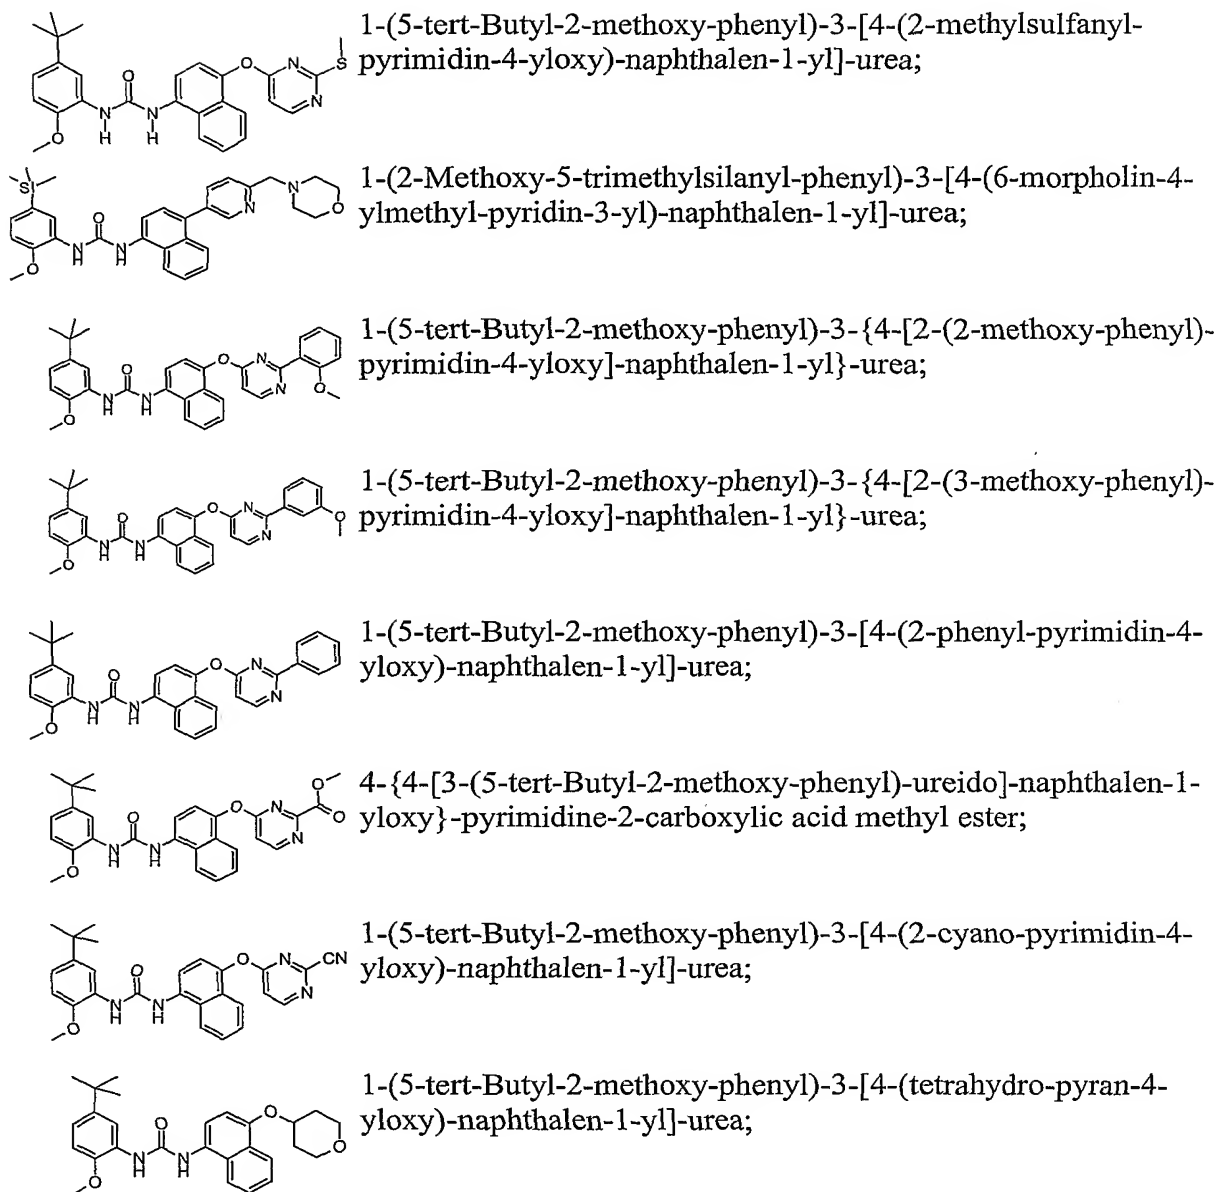 1-(5-tert-Butyl-2-methoxy-phenyl)-3-[4-(2-methylsulfanyl-
pyrimidin-4-yloxy)-naphthalen-1-yl]-urea;
1-(2-Methoxy-5-trimethylsilanyl-phenyl)-3-[4-(6-morpholin-4-
ylmethyl-pyridin-3-yl)-naphthalen-1-yl]-urea;
1-(5-tert-Butyl-2-methoxy-phenyl)-3-{4-[2-(2-methoxy-phenyl)-
pyrimidin-4-yloxy]-naphthalen-1-yl}-urea;
1-(5-tert-Butyl-2-methoxy-phenyl)-3-{4-[2-(3-methoxy-phenyl)-
pyrimidin-4-yloxy]-naphthalen-1-yl}-urea;
1-(5-tert-Butyl-2-methoxy-phenyl)-3-[4-(2-phenyl-pyrimidin-4-
yloxy)-naphthalen-1-yl]-urea;
4-{4-[3-(5-tert-Butyl-2-methoxy-phenyl)-ureido]-naphthalen-1-
yloxy}-pyrimidine-2-carboxylic acid methyl ester;
1-(5-tert-Butyl-2-methoxy-phenyl)-3-[4-(2-cyano-pyrimidin-4-
yloxy)-naphthalen-1-yl]-urea;
1-(5-tert-Butyl-2-methoxy-phenyl)-3-[4-(tetrahydro-pyran-4-
yloxy)-naphthalen-1-yl]-urea;